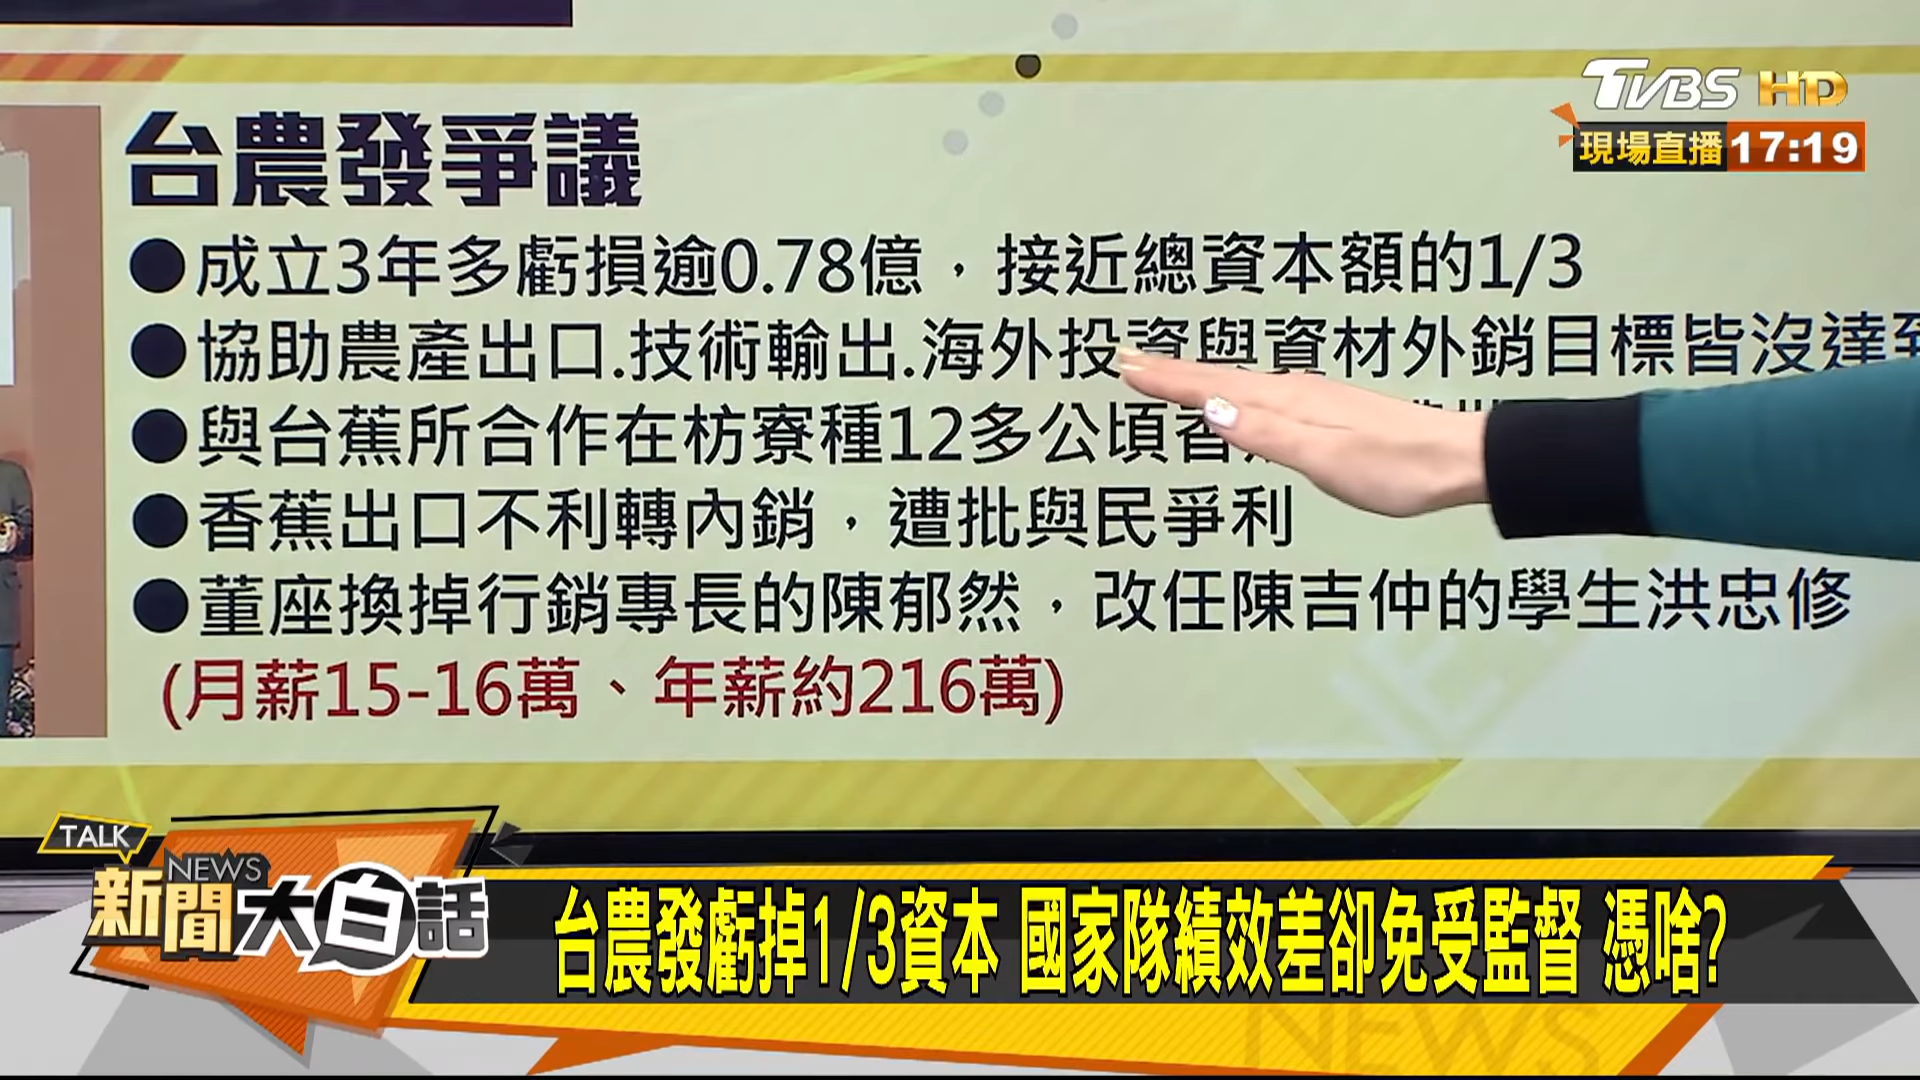 TVBS HD
現場直播 17:19
台農發爭議
●成立3年多虧損逾0.78億，接近總資本額的1/3
●協助農產出口.技術輸出.海外投資與資材外銷目標皆沒達到
●與台蕉所合作在枋寮種12多公頃香
●香蕉出口不利轉內銷，遭批與民爭利
●董座換掉行銷專長的陳郁然，改任陳吉仲的學生洪忠修
(月薪15-16萬、年薪約216萬)
TALK
NEWS
新聞大白話
台農發虧掉1/3資本 國家隊績效差卻免受監督 憑啥?
NEWS